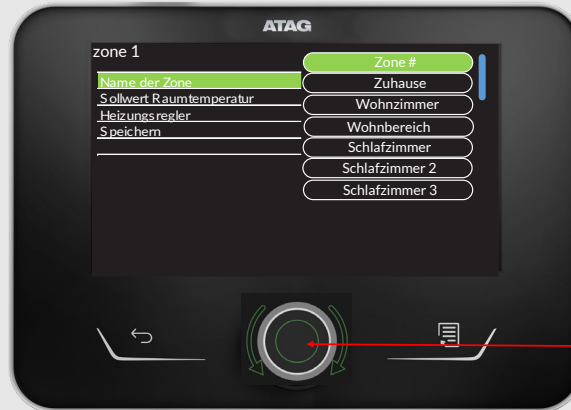 ATAG
zone 1
Name der Zone
Sollwert Raumtemperatur
Heizungsregler
Speichern
Zone #
Zuhause
Wohnzimmer
Wohnbereich
Schlafzimmer
Schlafzimmer 2
Schlafzimmer 3